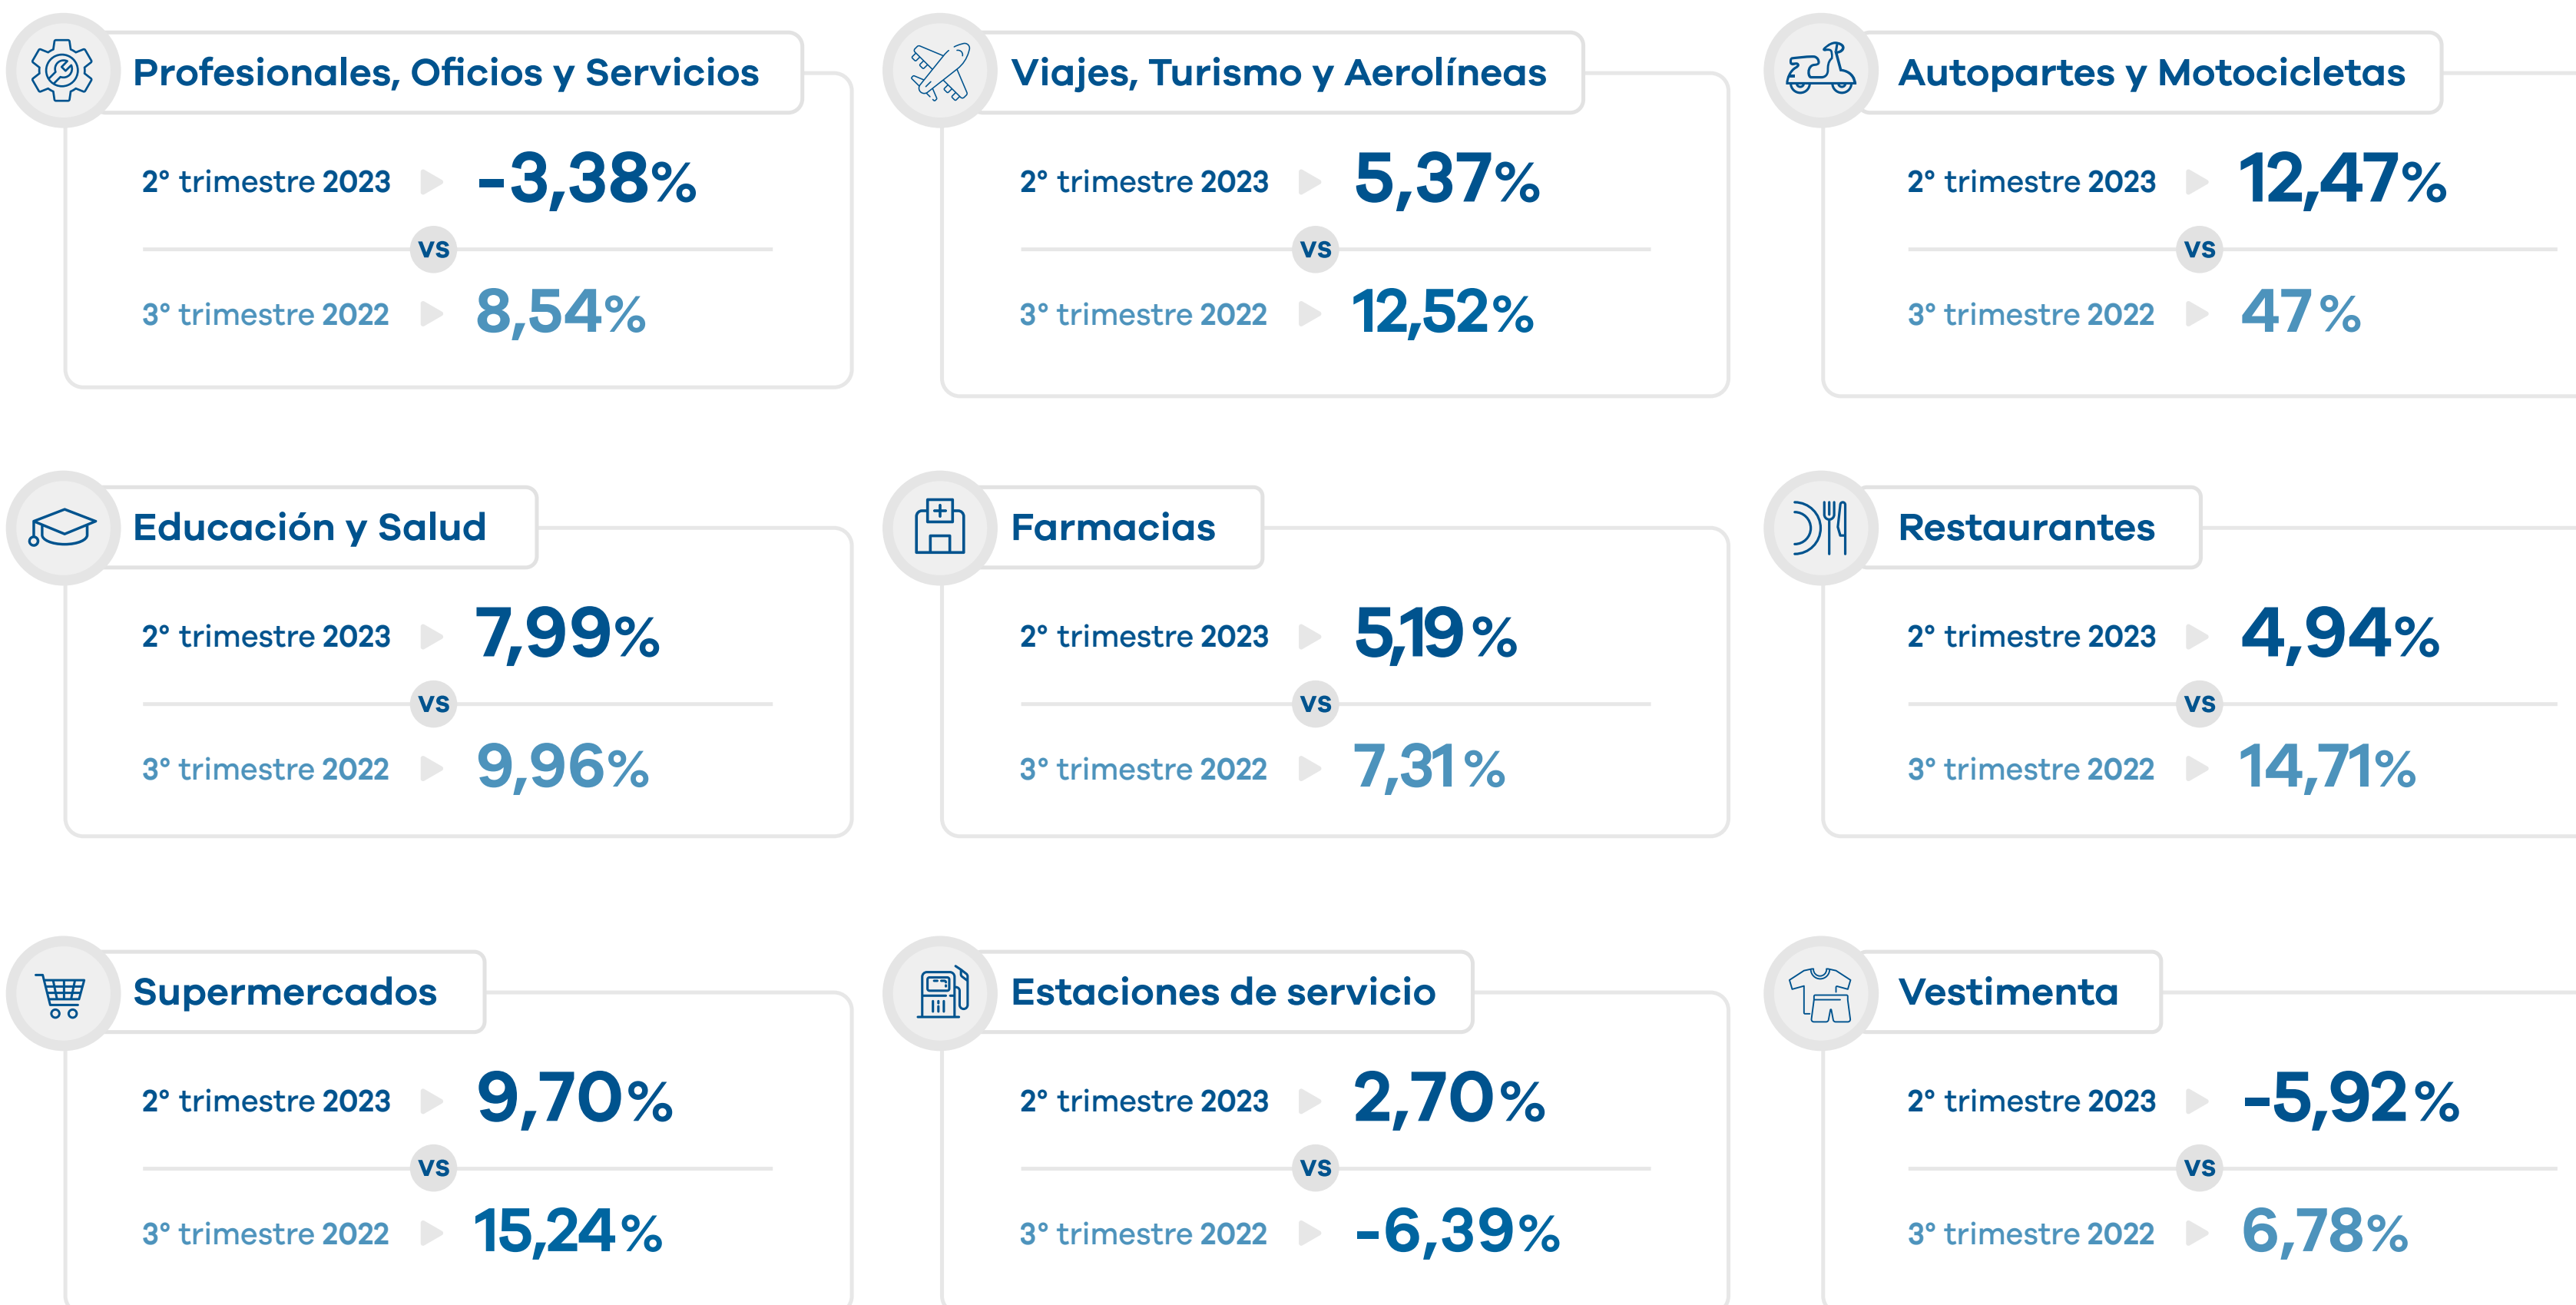 Profesionales, Oficios y Servicios
2° trimestre 2023 -3,38%
vs
3° trimestre 2022 8,54%
Viajes, Turismo y Aerolíneas
2° trimestre 2023 5,37%
vs
3° trimestre 2022 12,52%
Autopartes y Motocicletas
2° trimestre 2023 12,47%
vs
3° trimestre 2022 47%
Educación y Salud
2° trimestre 2023 7,99%
vs
3° trimestre 2022 9,96%
Farmacias
2° trimestre 2023 5,19%
vs
3° trimestre 2022 7,31%
Restaurantes
2° trimestre 2023 4,94%
vs
3° trimestre 2022 14,71%
Supermercados
2° trimestre 2023 9,70%
vs
3° trimestre 2022 15,24%
Estaciones de servicio
2° trimestre 2023 2,70%
vs
3° trimestre 2022 -6,39%
Vestimenta
2° trimestre 2023 -5,92%
vs
3° trimestre 2022 6,78%